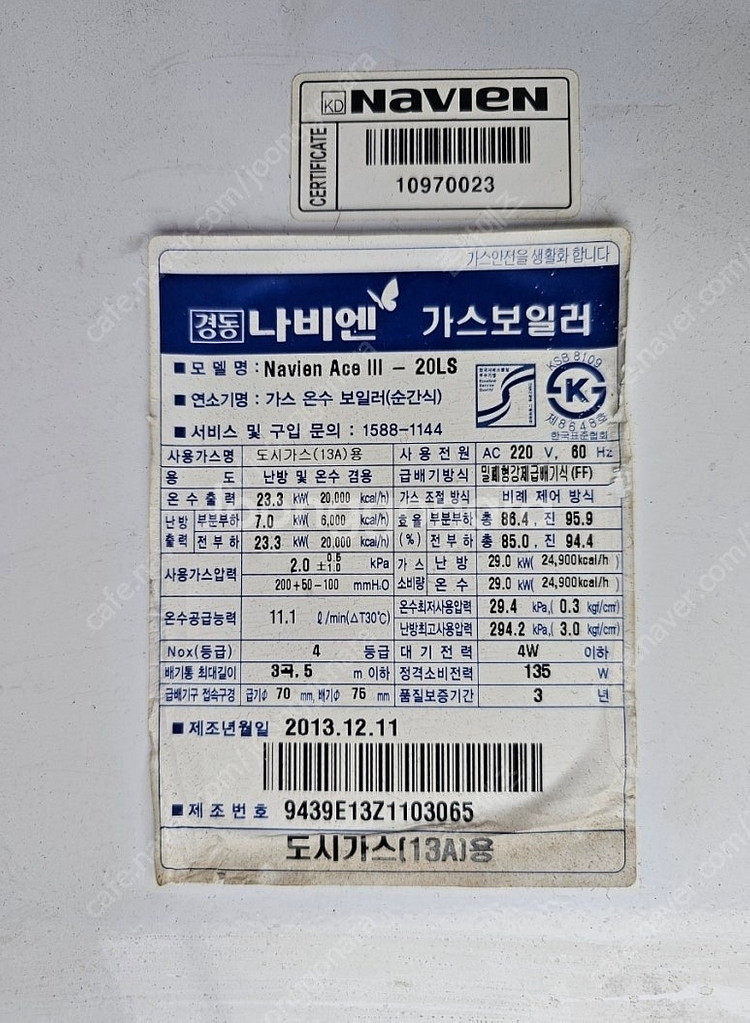 KD NAVIEN
CERTIFICATE
10970023
가스안전을 생활화 합니다
경동 나비엔 가스보일러
■ 모 델 명 : Navien Ace III - 20LS
■ 연소기명 : 가스 온수 보일러(순간식)
■ 서비스 및 구입 문의 : 1588-1144
KSB 8109
K
제8648호
한국표준협회
사용가스명 도시가스(13A)용 사 용 전 원 AC 220 V, 60 Hz
용 도 난방 및 온수 겸용 급배기방식 밀폐형강제급배기식(FF)
온 수 출 력 23.3 kW( 20,000 kcal/h) 가스 조절 방식 비례 제어 방식
난방 출력 부분부하 7.0 kW( 6,000 kcal/h) 효 율 (%) 부분부하 총 86.4, 진 95.9
전 부 하 23.3 kW( 20,000 kcal/h) 전 부 하 총 85.0, 진 94.4
사용가스압력 2.0 ±0.5 1.0 kPa 가 스 소비량 난 방 29.0 kW( 24,900kcal/h )
200+50-100 mmH₂O 온 수 29.0 kW( 24,900kcal/h )
온수공급능력 11.1 ℓ/min(△T30℃) 온수최저사용압력 29.4 kPa,( 0.3 kgf/cm²)
난방최고사용압력 294.2 kPa,( 3.0 kgf/cm²)
Nox(등급) 4 등급 대 기 전 력 4W 이하
배기통 최대길이 3곡, 5 m 이하 정격소비전력 135 W
급배기구 접속구경 급기Φ 70 mm, 배기Φ 75 mm 품질보증기간 3 년
■ 제조년월일 2013.12.11
■ 제 조 번 호 9439E13Z1103065
도시가스(13A)용